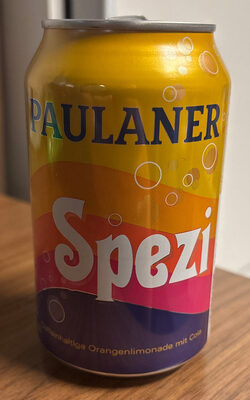 PAULANER
Spezi
Orangenlimonade mit Cola